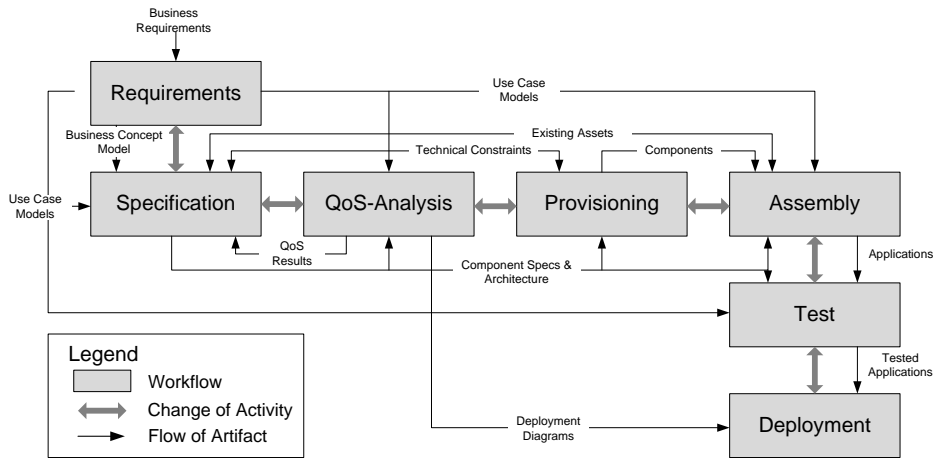 Business
Requirements
Requirements
Use Case
Models
Business Concept
Model
Existing Assets
Technical Constraints
Components
Use Case
Models
Specification
QoS-Analysis
Provisioning
Assembly
QoS
Results
Component Specs &
Architecture
Applications
Test
Legend
Workflow
Change of Activity
Flow of Artifact
Tested
Applications
Deployment
Diagrams
Deployment